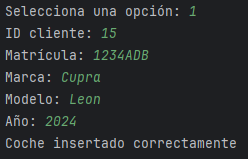 Selecciona una opción: 1
ID cliente: 15
Matrícula: 1234ADB
Marca: Cupra
Modelo: Leon
Año: 2024
Coche insertado correctamente